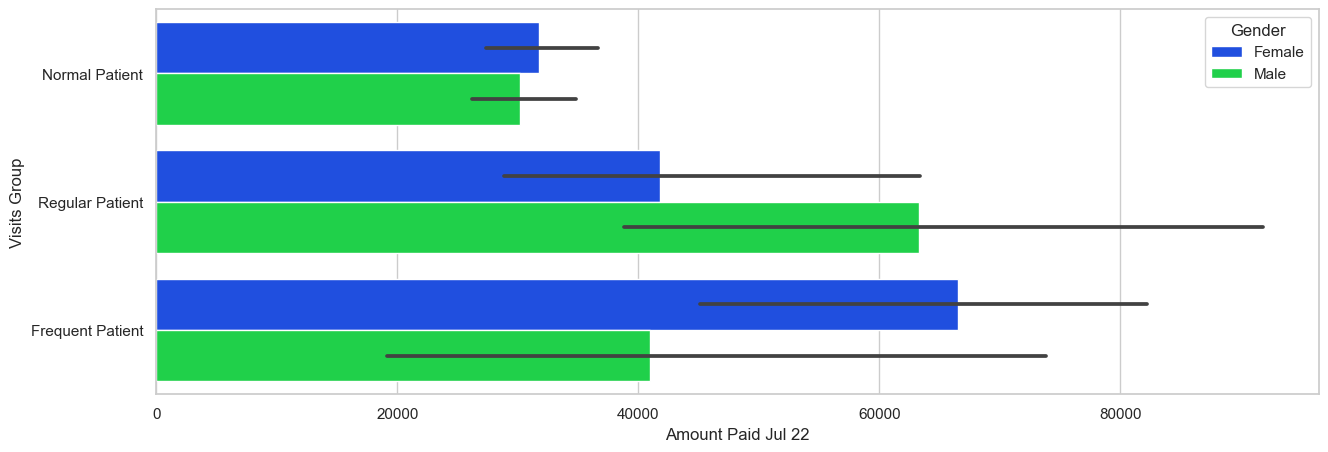 Gender
Female
Male
Normal Patient
Regular Patient
Frequent Patient
Visits Group
0 20000 40000 60000 80000
Amount Paid Jul 22